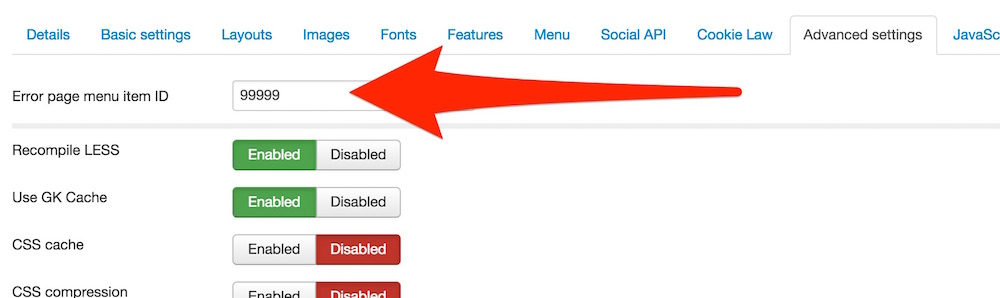 Details Basic settings Layouts Images Fonts Features Menu Social API Cookie Law Advanced settings JavaSc
Error page menu item ID 99999
Recompile LESS Enabled Disabled
Use GK Cache Enabled Disabled
CSS cache Enabled Disabled
CSS compression Enabled Disabled